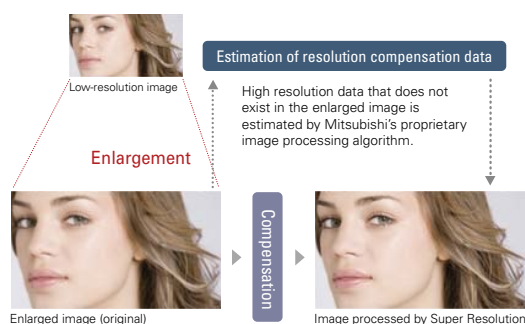 Estimation of resolution compensation data
Low-resolution image
High resolution data that does not
exist in the enlarged image is
estimated by Mitsubishi's proprietary
image processing algorithm.
Enlargement
Compensation
Enlarged image (original)
Image processed by Super Resolution